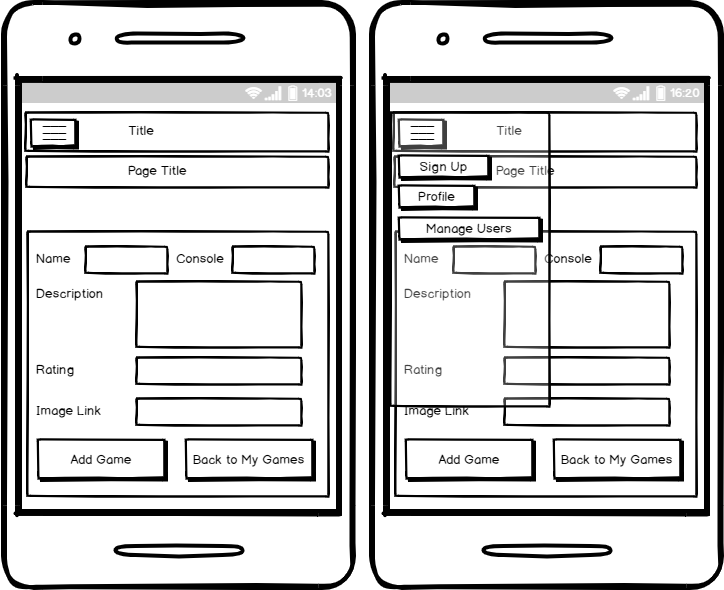 14:03
Title
Page Title
Name Console
Description
Rating
Image Link
Add Game Back to My Games
16:20
Title
Sign Up Page Title
Profile
Manage Users
Name Console
Description
Rating
Image Link
Add Game Back to My Games